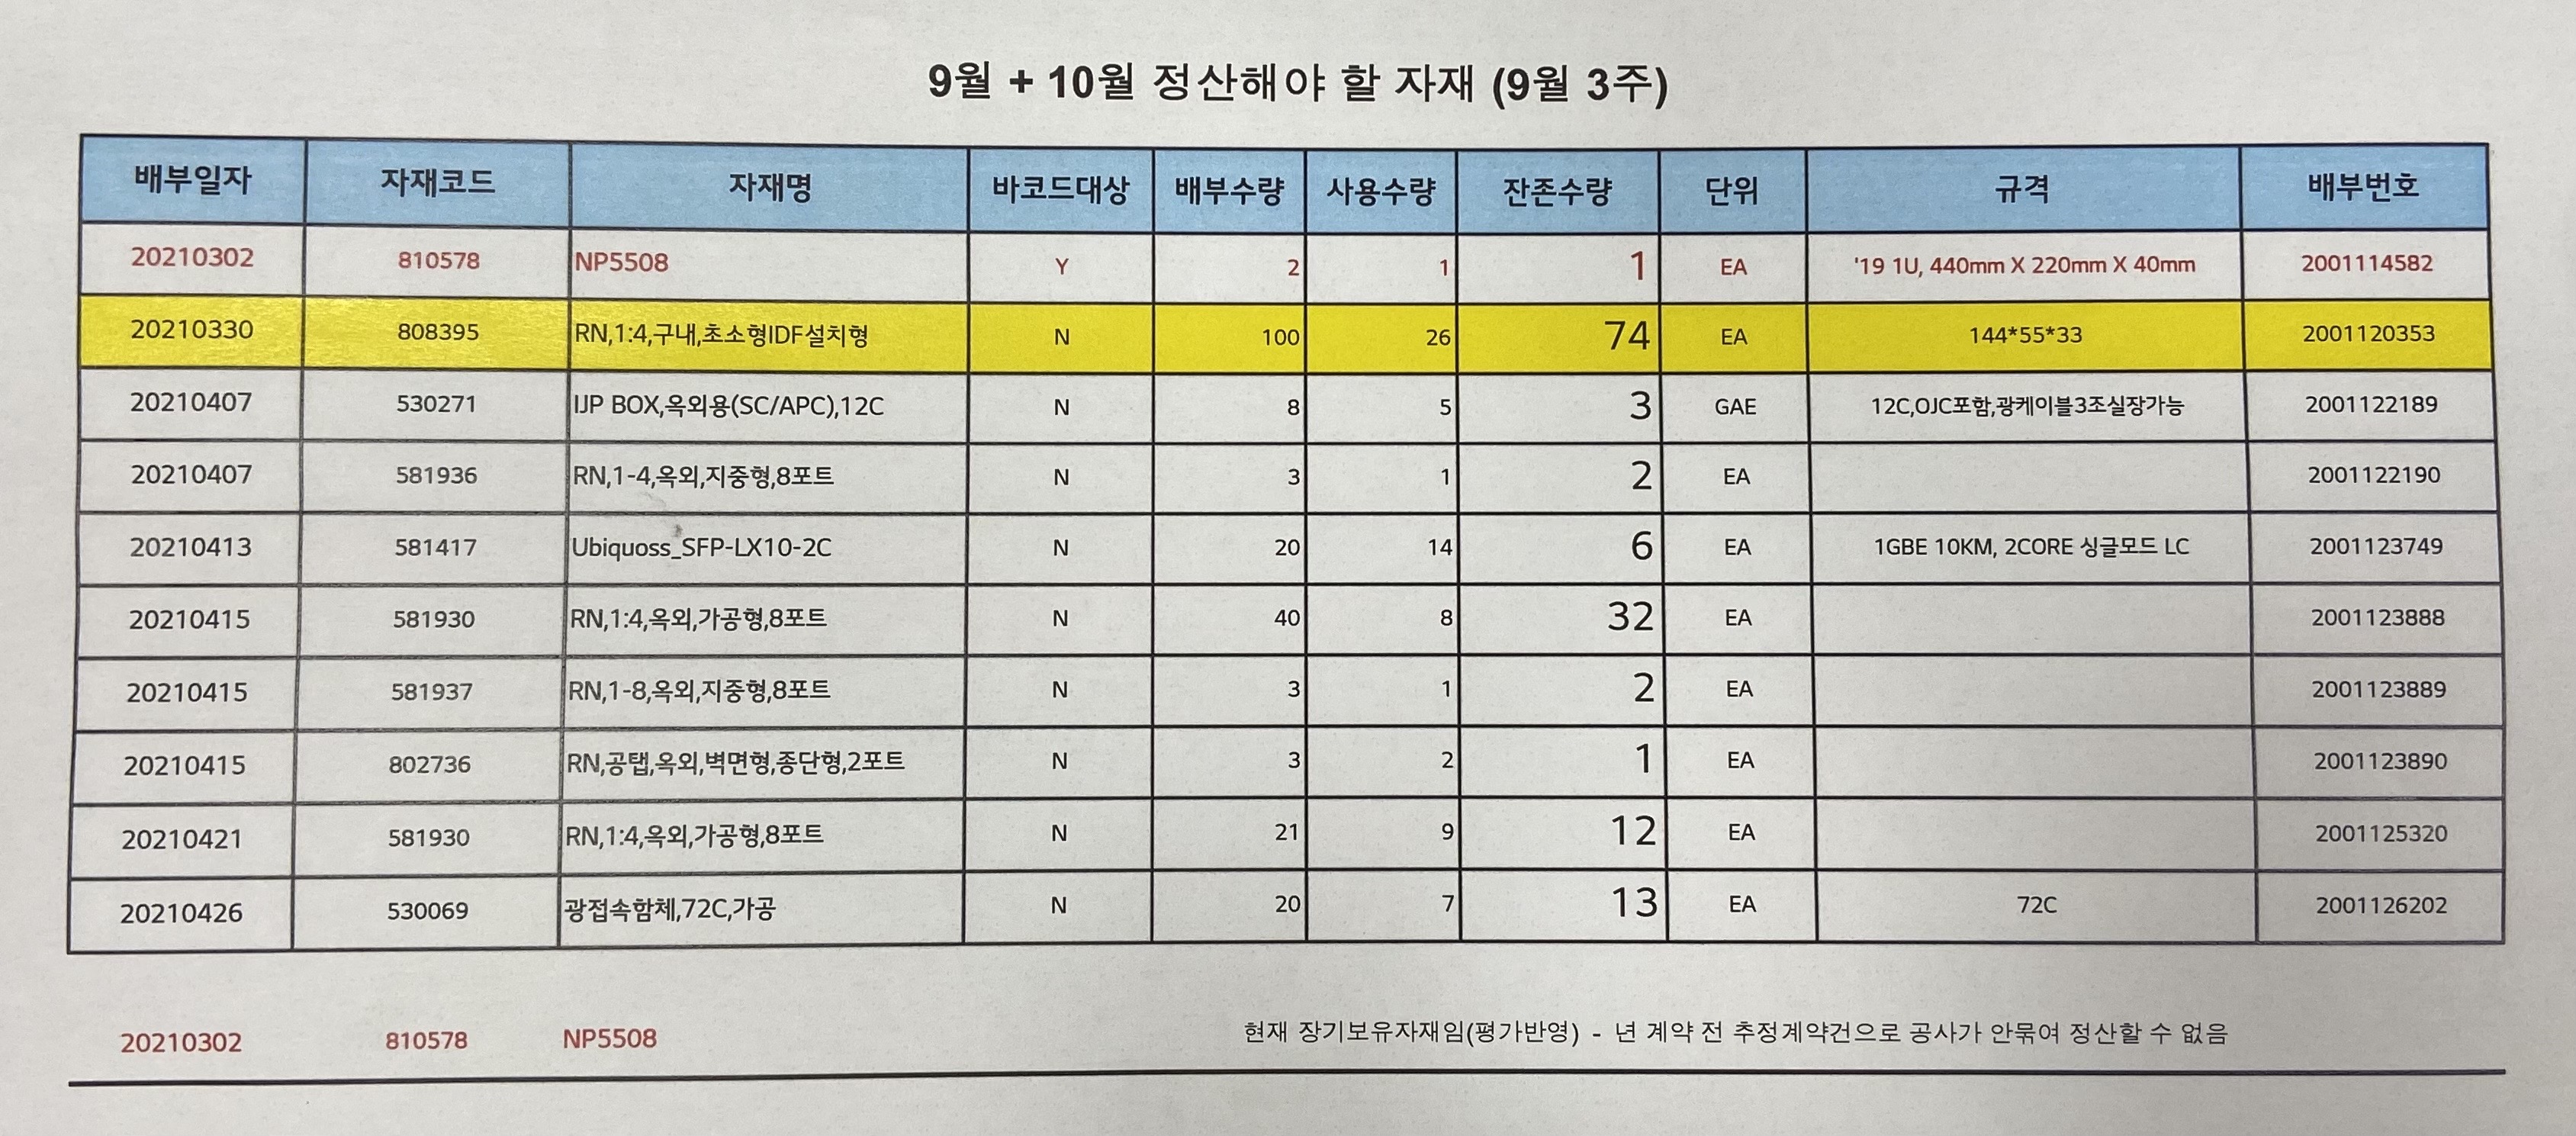 9월 + 10월 정산해야 할 자재 (9월 3주)
배부일자 자재코드 자재명 바코드대상 배부수량 사용수량 잔존수량 단위 규격 배부번호
20210302 810578 NP5508 Y 2 1 1 EA '19 1U, 440mm X 220mm X 40mm 2001114582
20210330 808395 RN,1:4,구내,초소형IDF설치형 N 100 26 74 EA 144*55*33 2001120353
20210407 530271 IJP BOX,옥외용(SC/APC),12C N 8 5 3 GAE 12C,OJC포함,광케이블3조실장가능 2001122189
20210407 581936 RN,1-4,옥외,지중형,8포트 N 3 1 2 EA 2001122190
20210413 581417 Ubiquoss_SFP-LX10-2C N 20 14 6 EA 1GBE 10KM, 2CORE 싱글모드 LC 2001123749
20210415 581930 RN,1:4,옥외,가공형,8포트 N 40 8 32 EA 2001123888
20210415 581937 RN,1-8,옥외,지중형,8포트 N 3 1 2 EA 2001123889
20210415 802736 RN,공탭,옥외,벽면형,종단형,2포트 N 3 2 1 EA 2001123890
20210421 581930 RN,1:4,옥외,가공형,8포트 N 21 9 12 EA 2001125320
20210426 530069 광접속함체,72C,가공 N 20 7 13 EA 72C 2001126202
20210302 810578 NP5508 현재 장기보유자재임(평가반영) - 년 계약 전 추정계약건으로 공사가 안묶여 정산할 수 없음